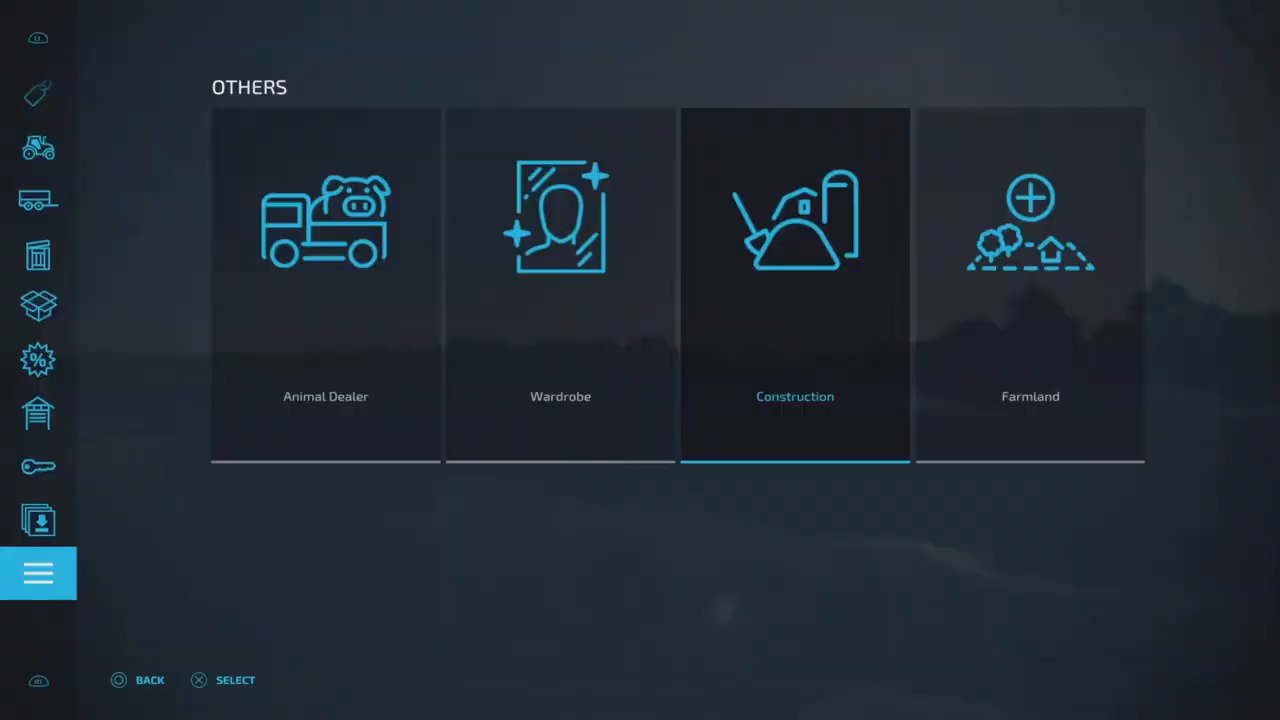 OTHERS
Animal Dealer
Wardrobe
Construction
Farmland
%
BACK
SELECT